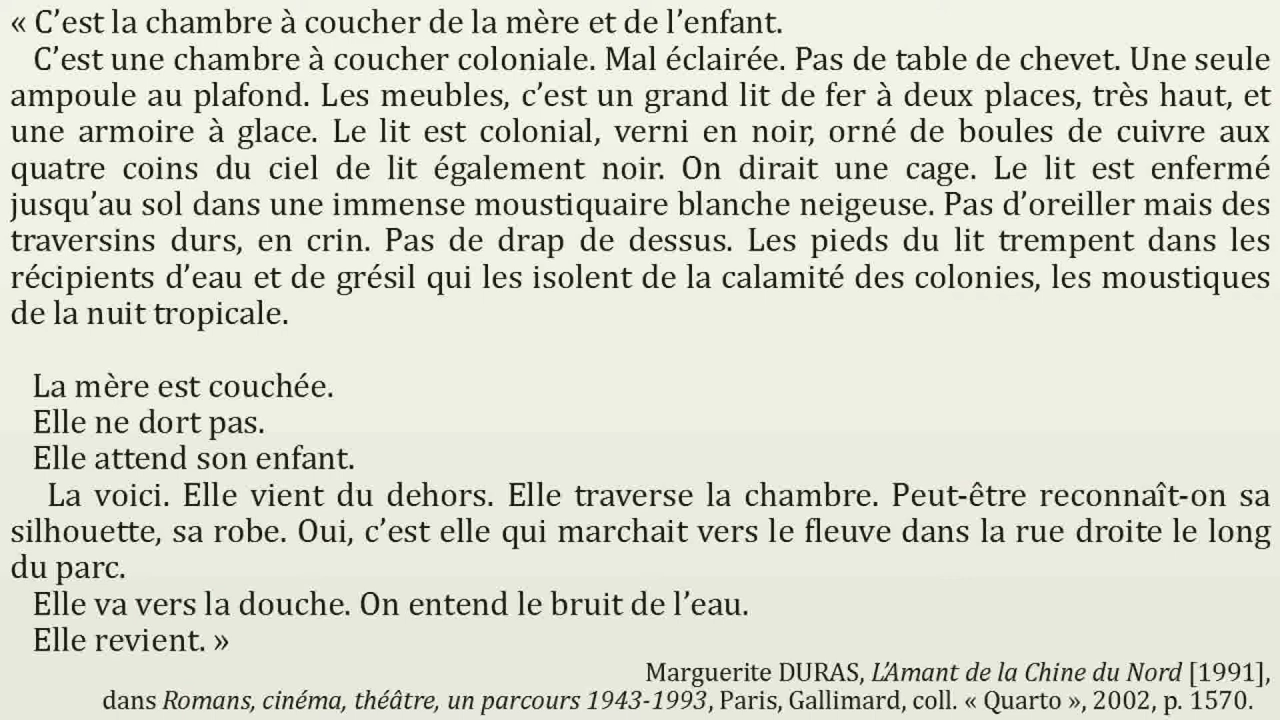 « C’est la chambre à coucher de la mère et de l’enfant.
C’est une chambre à coucher coloniale. Mal éclairée. Pas de table de chevet. Une seule
ampoule au plafond. Les meubles, c’est un grand lit de fer à deux places, très haut, et
une armoire à glace. Le lit est colonial, verni en noir, orné de boules de cuivre aux
quatre coins du ciel de lit également noir. On dirait une cage. Le lit est enfermé
jusqu’au sol dans une immense moustiquaire blanche neigeuse. Pas d’oreiller mais des
traversins durs, en crin. Pas de drap de dessus. Les pieds du lit trempent dans les
récipients d’eau et de grésil qui les isolent de la calamité des colonies, les moustiques
de la nuit tropicale.
La mère est couchée.
Elle ne dort pas.
Elle attend son enfant.
La voici. Elle vient du dehors. Elle traverse la chambre. Peut-être reconnaît-on sa
silhouette, sa robe. Oui, c’est elle qui marchait vers le fleuve dans la rue droite le long
du parc.
Elle va vers la douche. On entend le bruit de l’eau.
Elle revient. »
Marguerite DURAS, L’Amant de la Chine du Nord [1991],
dans Romans, cinéma, théâtre, un parcours 1943-1993, Paris, Gallimard, coll. « Quarto », 2002, p. 1570.